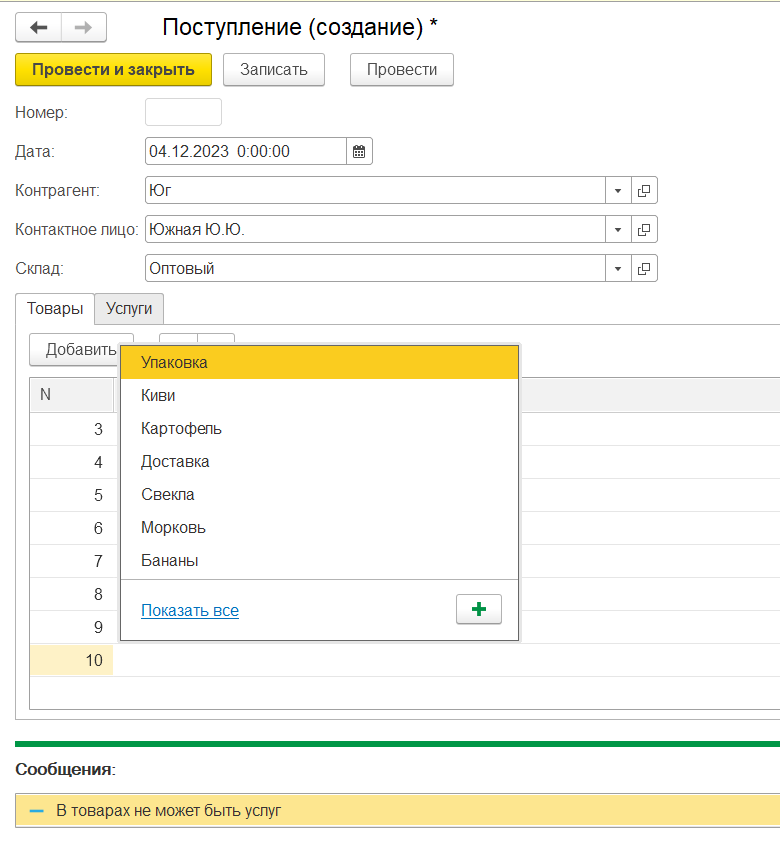 Поступление (создание) *
Провести и закрыть Записать Провести
Номер:
Дата: 04.12.2023 0:00:00
Контрагент: Юг
Контактное лицо: Южная Ю.Ю.
Склад: Оптовый
Товары Услуги
Добавить
Упаковка
N
Киви
3 Картофель
4 Доставка
5 Свекла
6 Морковь
7 Бананы
8
Показать все
9
10
Сообщения:
В товарах не может быть услуг